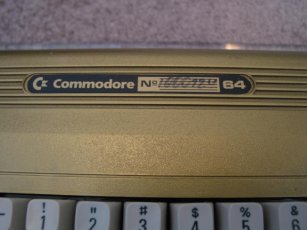 Commodore No 64
- ! " # $ % &
1 2 3 4 5 6